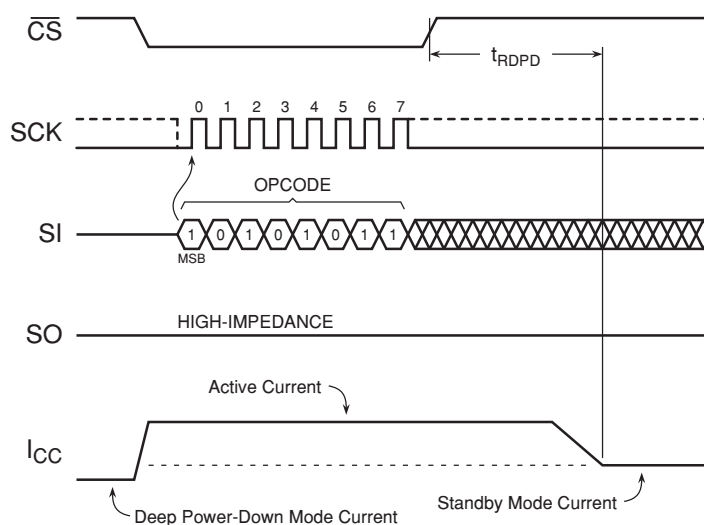 CS
tRDPD
0 1 2 3 4 5 6 7
SCK
OPCODE
SI
1 0 1 0 1 0 1 1
MSB
HIGH-IMPEDANCE
SO
Active Current
ICC
Standby Mode Current
Deep Power-Down Mode Current